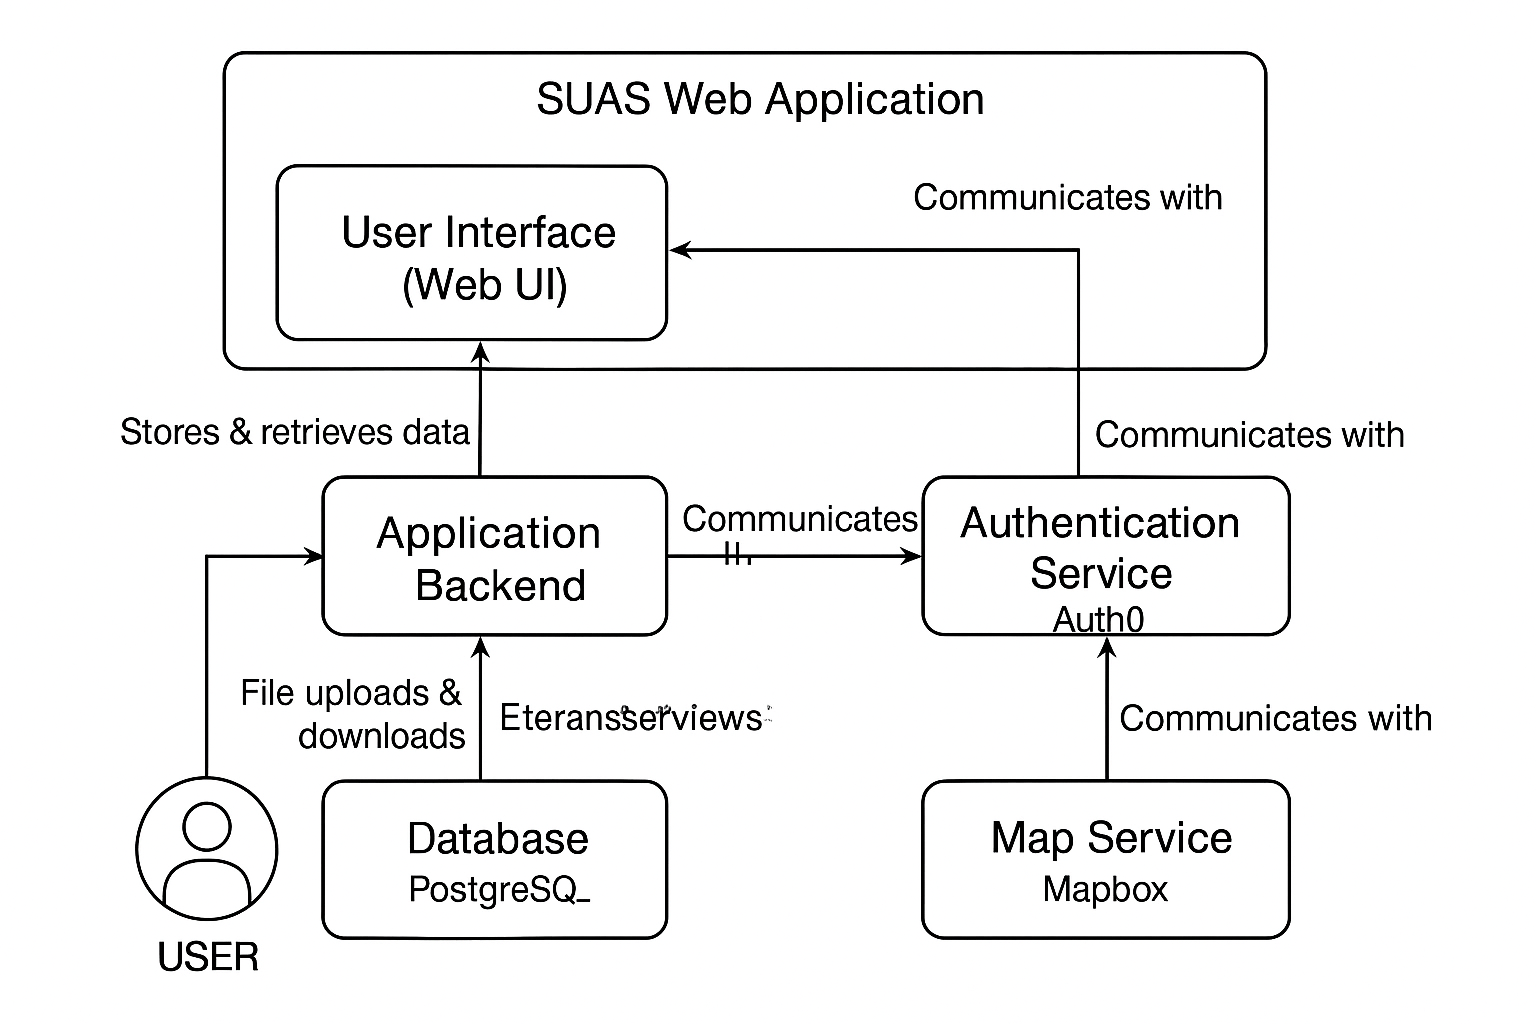 SUAS Web Application
User Interface
(Web UI)
Communicates with
Stores & retrieves data
Communicates with
Application
Backend
Communicates
Authentication
Service
Auth0
File uploads &
downloads
Communicates with
Database
PostgreSQ_
Map Service
Mapbox
USER